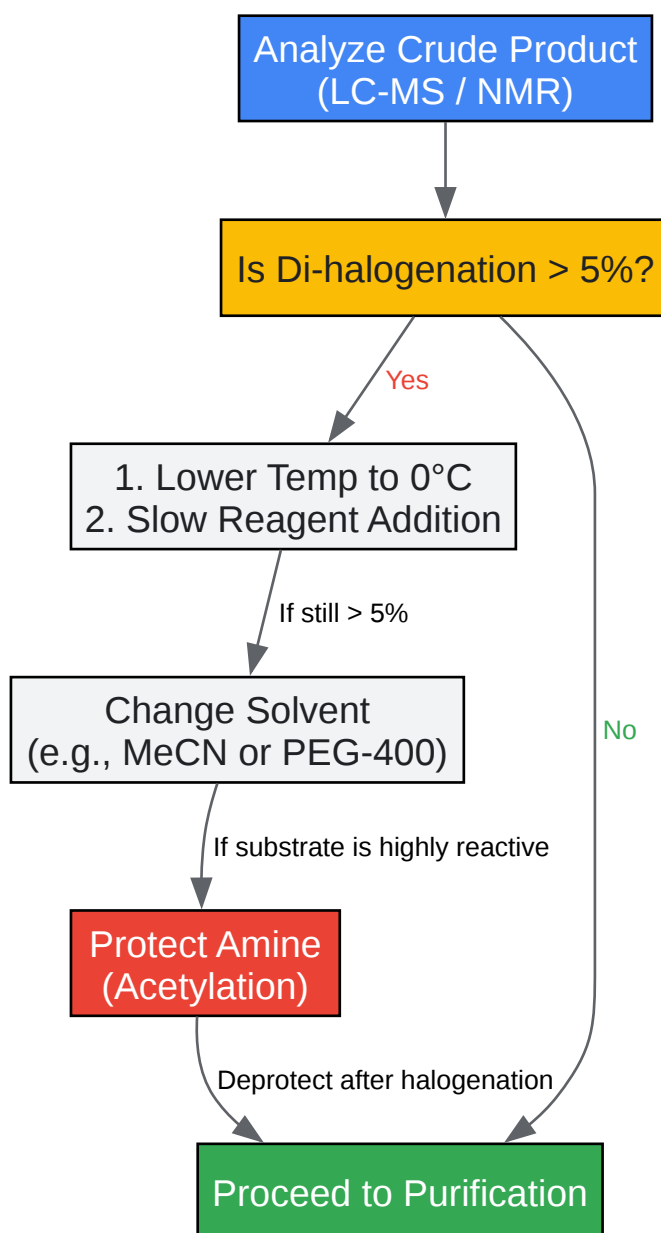 Analyze Crude Product
(LC-MS / NMR)
Is Di-halogenation > 5%?
Yes
1. Lower Temp to 0°C
2. Slow Reagent Addition
If still > 5%
Change Solvent
(e.g., MeCN or PEG-400)
No
If substrate is highly reactive
Protect Amine
(Acetylation)
Deprotect after halogenation
Proceed to Purification